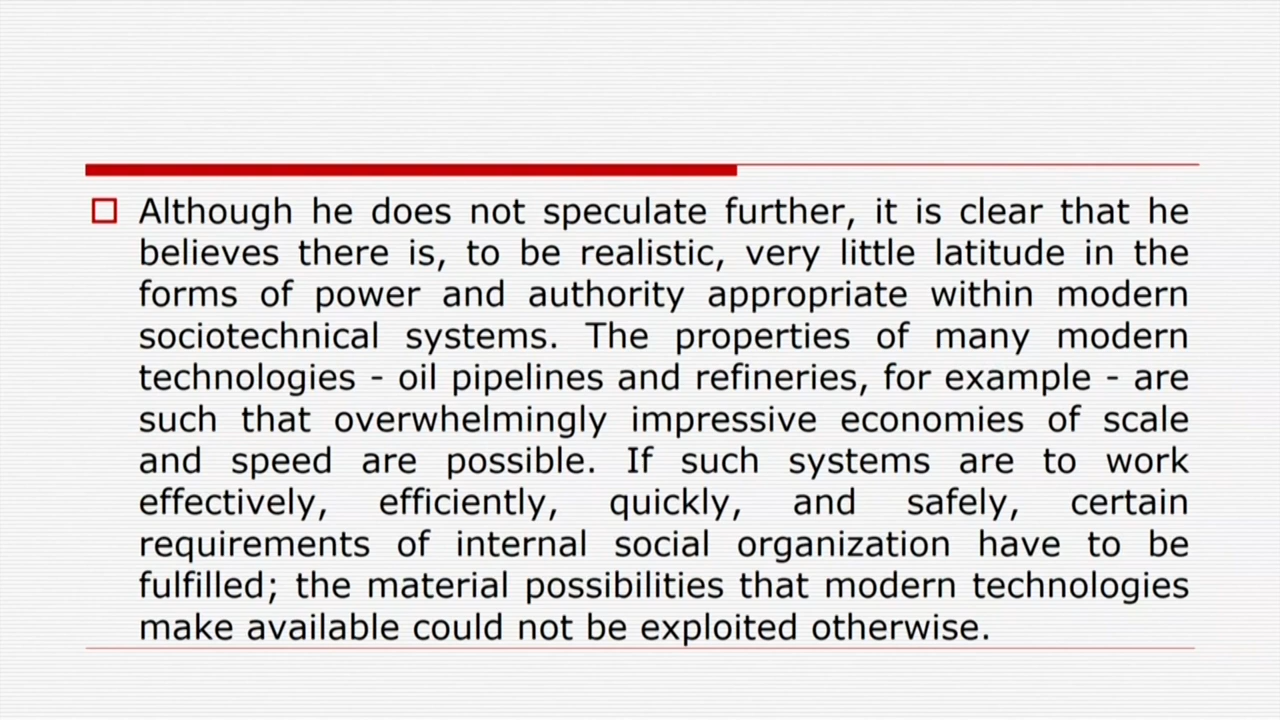 Although he does not speculate further, it is clear that he
believes there is, to be realistic, very little latitude in the
forms of power and authority appropriate within modern
sociotechnical systems. The properties of many modern
technologies - oil pipelines and refineries, for example - are
such that overwhelmingly impressive economies of scale
and speed are possible. If such systems are to work
effectively, efficiently, quickly, and safely, certain
requirements of internal social organization have to be
fulfilled; the material possibilities that modern technologies
make available could not be exploited otherwise.